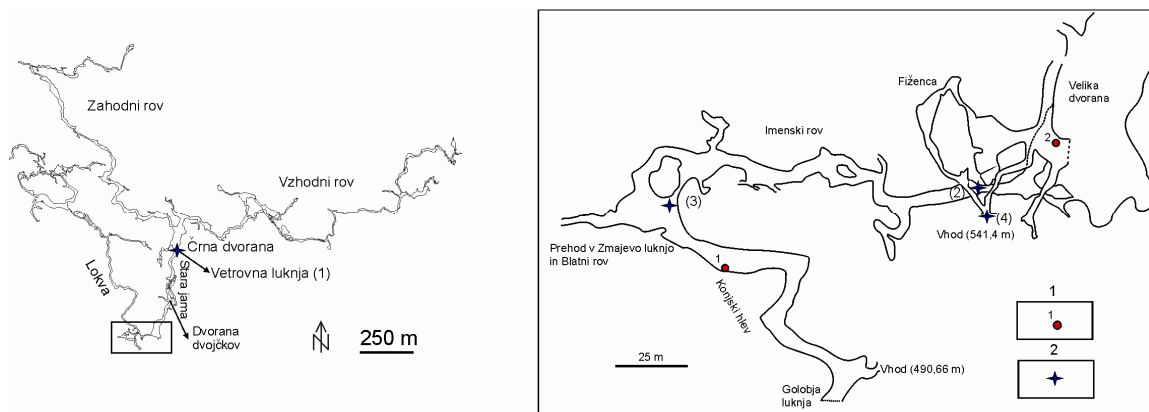 Zahodni rov
Vzhodni rov
Črna dvorana
Vetrovna luknja (1)
Lokva
Stara jama
Dvorana
dvojčkov
N
250 m
Fiženca
Velika
dvorana
Imenski rov
2
(2)
(3)
(4)
Vhod (541,4 m)
Prehod v Zmajevo luknjo
in Blatni rov
1
Konjski hlev
25 m
Vhod (490,66 m)
Golobja
luknja
1
1
2